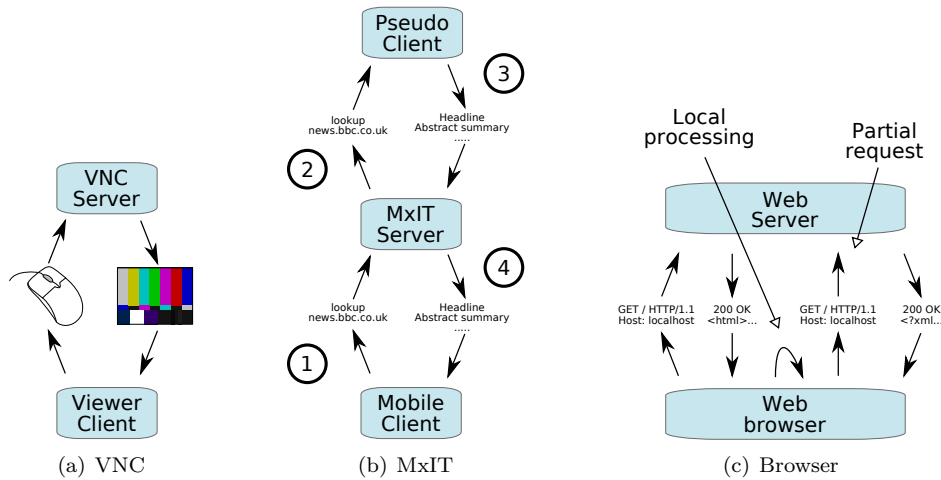 VNC
Server
Viewer
Client
(a) VNC
Pseudo
Client
3
lookup
news.bbc.co.uk
Headline
Abstract summary
.....
2
MxIT
Server
4
lookup
news.bbc.co.uk
Headline
Abstract summary
.....
1
Mobile
Client
(b) MxIT
Local
processing
Partial
request
Web
Server
GET / HTTP/1.1
Host: localhost
200 OK
<html>...
GET / HTTP/1.1
Host: localhost
200 OK
<?xml...
Web
browser
(c) Browser